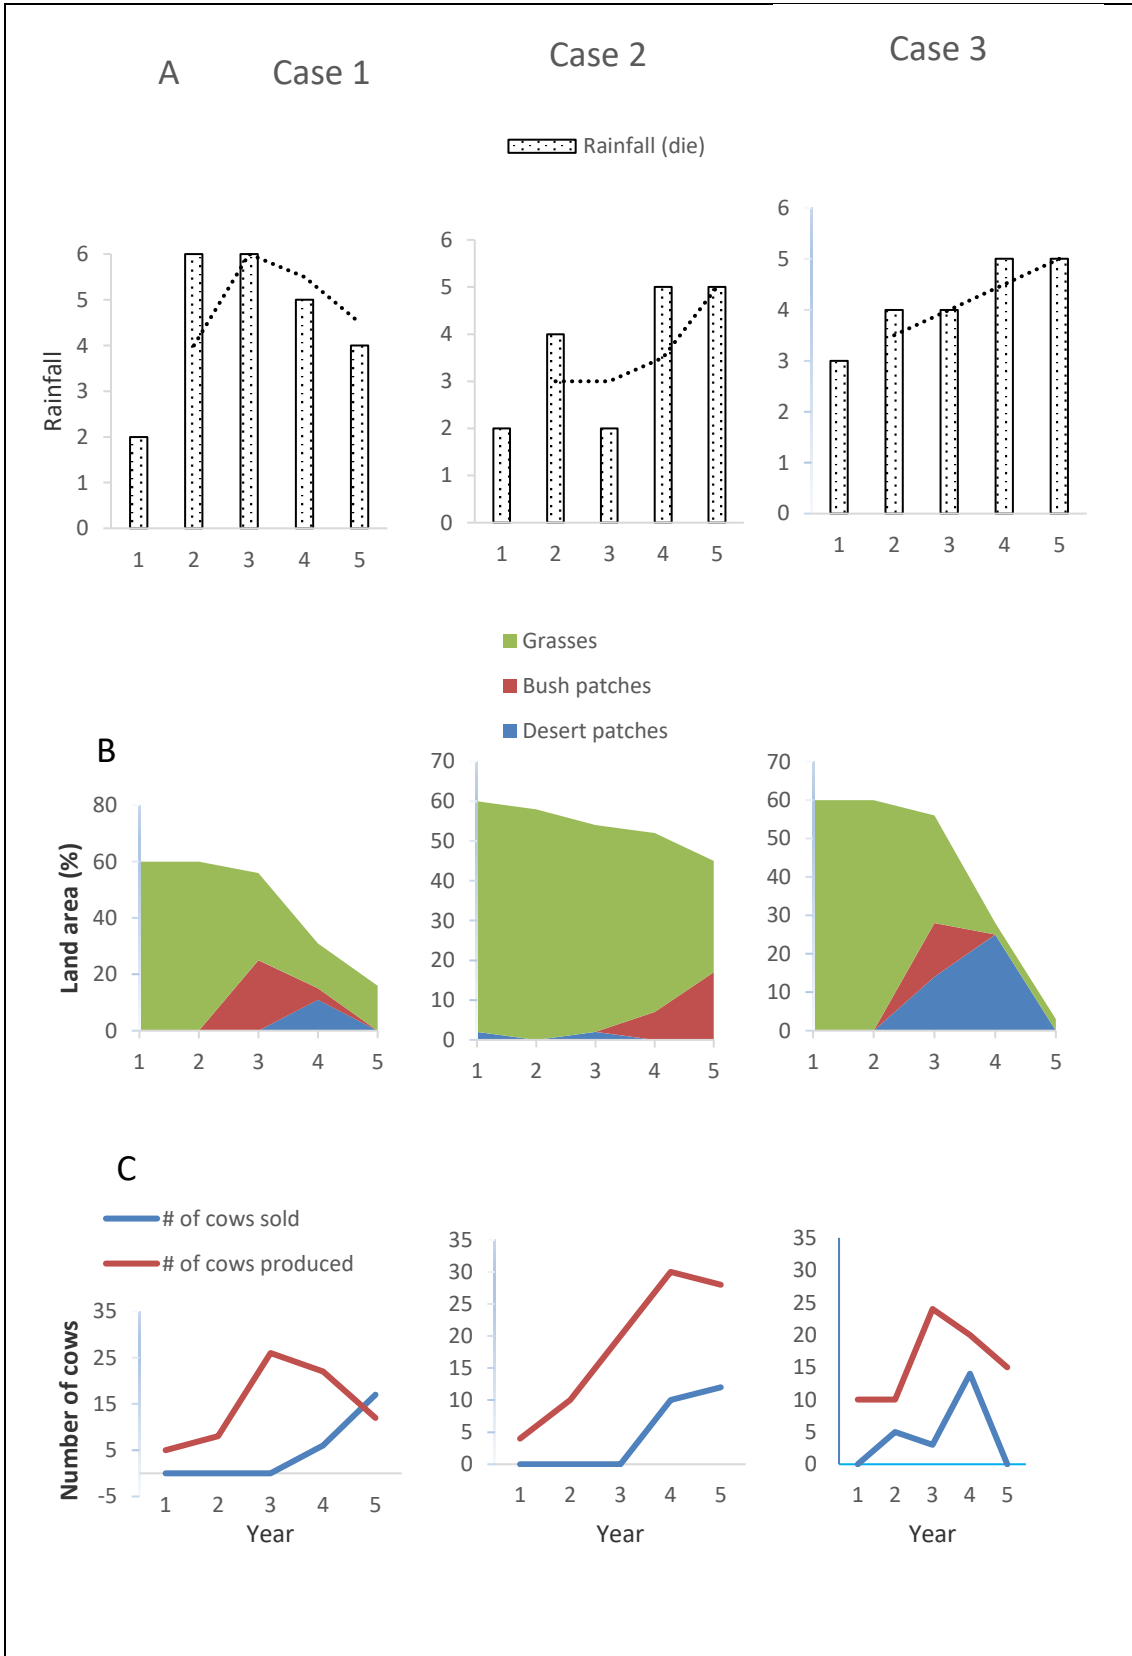 A Case 1 Case 2 Case 3
Rainfall (die)
Rainfall
6
5
4
3
2
1
0
1 2 3 4 5
6
5
4
3
2
1
0
1 2 3 4 5
6
5
4
3
2
1
0
1 2 3 4 5
Grasses
Bush patches
Desert patches
B
Land area (%)
80
60
40
20
0
1 2 3 4 5
70
60
50
40
30
20
10
0
1 2 3 4 5
70
60
50
40
30
20
10
0
1 2 3 4 5
C
# of cows sold
# of cows produced
Number of cows
35
25
15
5
-5
1 2 3 4 5
Year
35
30
25
20
15
10
5
0
1 2 3 4 5
Year
35
30
25
20
15
10
5
0
1 2 3 4 5
Year